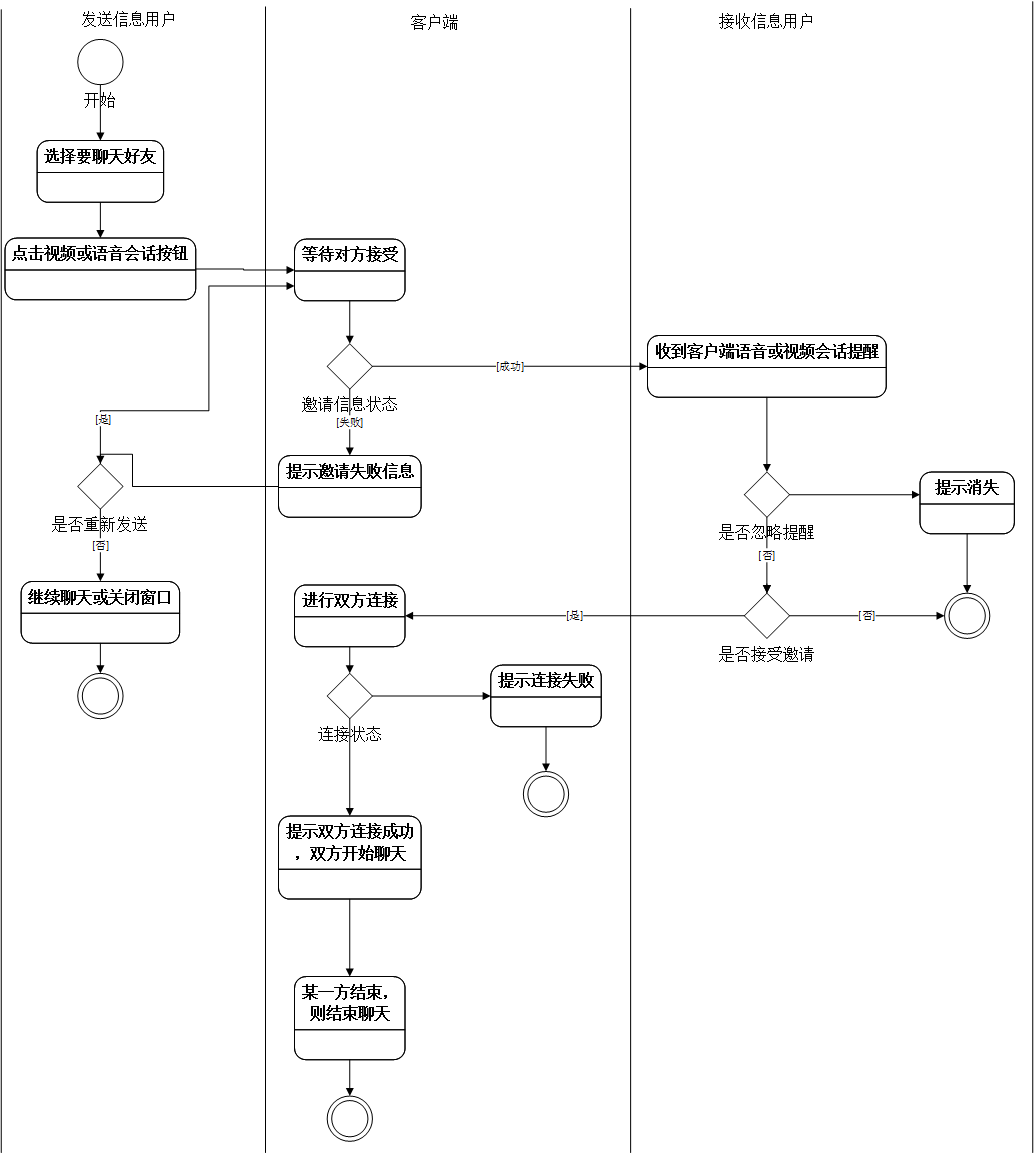 发送信息用户
客户端
接收信息用户
开始
选择要聊天好友
点击视频或语音会话按钮
等待对方接受
收到客户端语音或视频会话提醒
[成功]
邀请信息状态
[失败]
[是]
提示邀请失败信息
提示消失
是否重新发送
是否忽略提醒
[否]
[否]
继续聊天或关闭窗口
进行双方连接
[是]
[否]
是否接受邀请
提示连接失败
连接状态
提示双方连接成功
，双方开始聊天
某一方结束，
则结束聊天